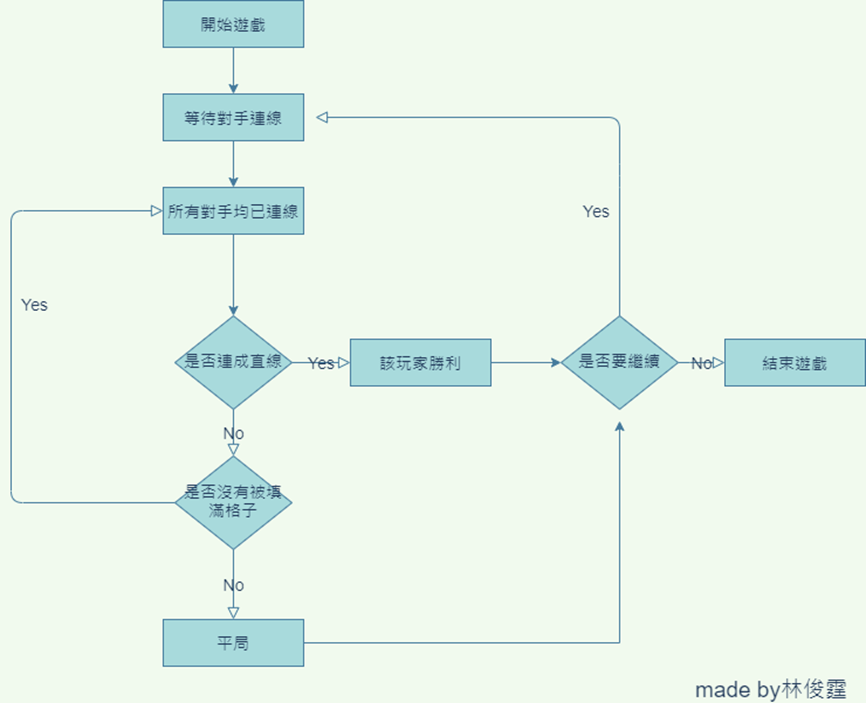 開始遊戲
等待對手連線
所有對手均已連線
Yes
Yes
是否連成直線
Yes
該玩家勝利
是否要繼續
No
結束遊戲
No
是否沒有被填
滿格子
No
平局
made by林俊霆